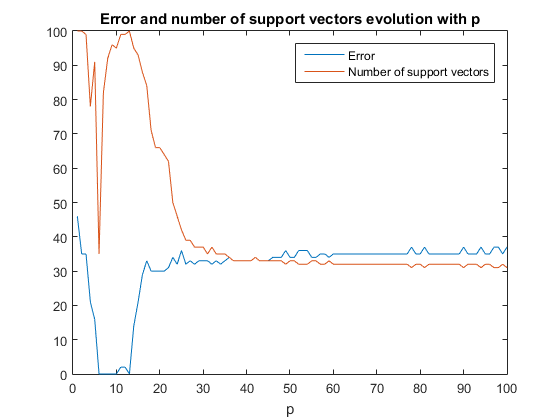 Error and number of support vectors evolution with p
Error
Number of support vectors
100
90
80
70
60
50
40
30
20
10
0
0 10 20 30 40 50 60 70 80 90 100
p